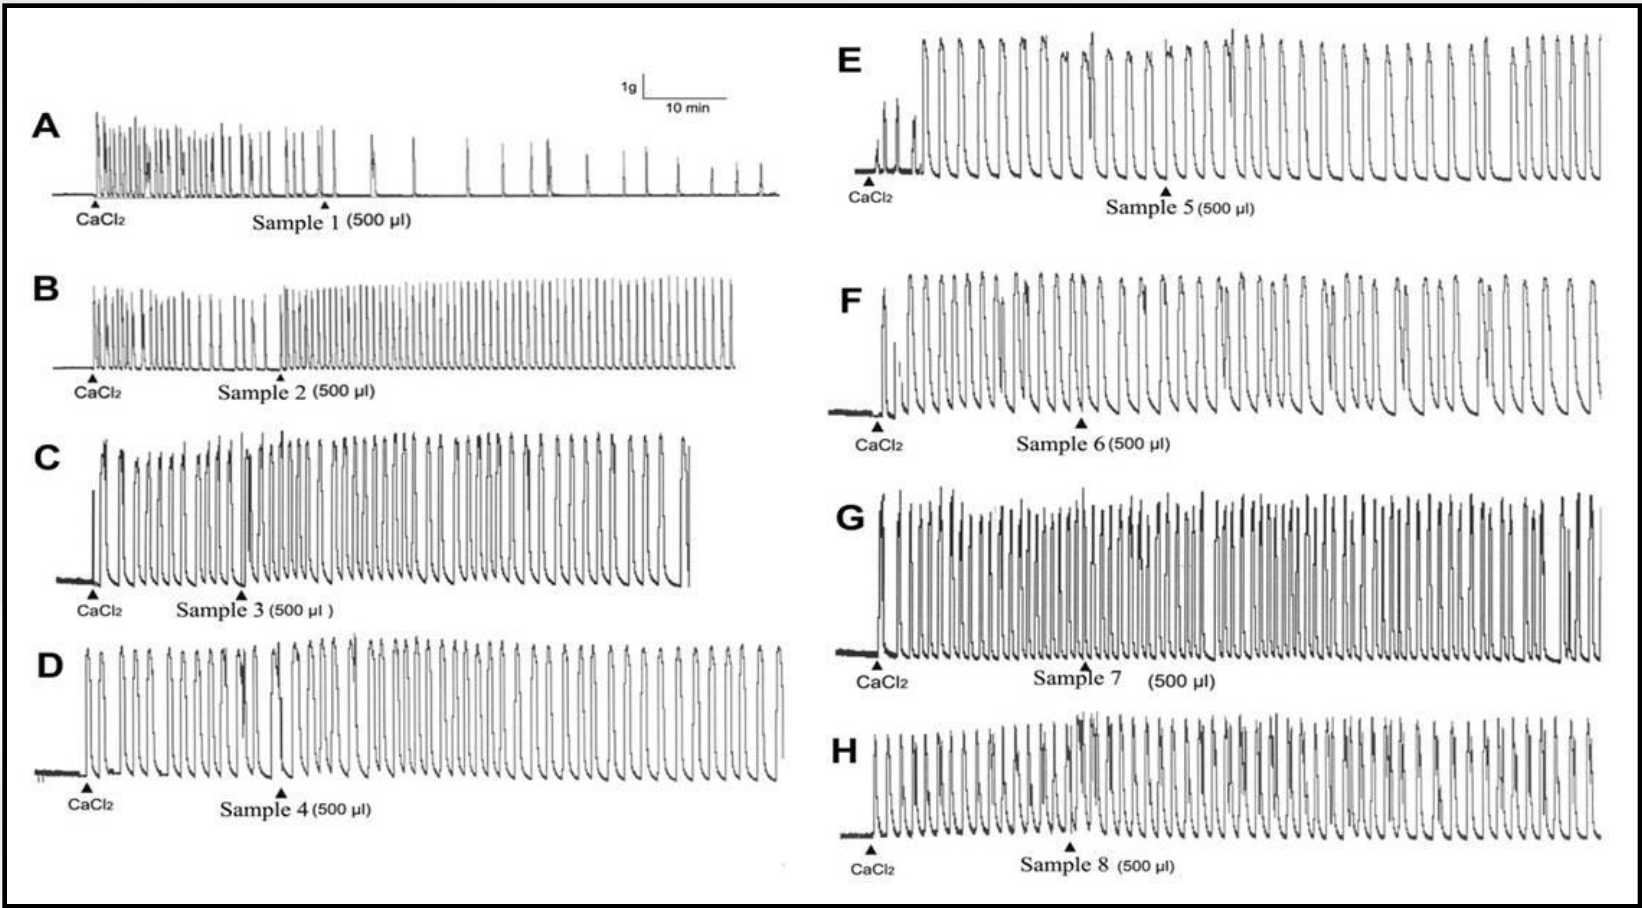 1g
10 min
A
CaCl2
Sample 1 (500 µl)
B
CaCl2
Sample 2 (500 µl)
C
CaCl2
Sample 3 (500 µl )
D
CaCl2
Sample 4 (500 µl)
E
CaCl2
Sample 5 (500 µl)
F
CaCl2
Sample 6 (500 µl)
G
CaCl2
Sample 7 (500 µl)
H
CaCl2
Sample 8 (500 µl)